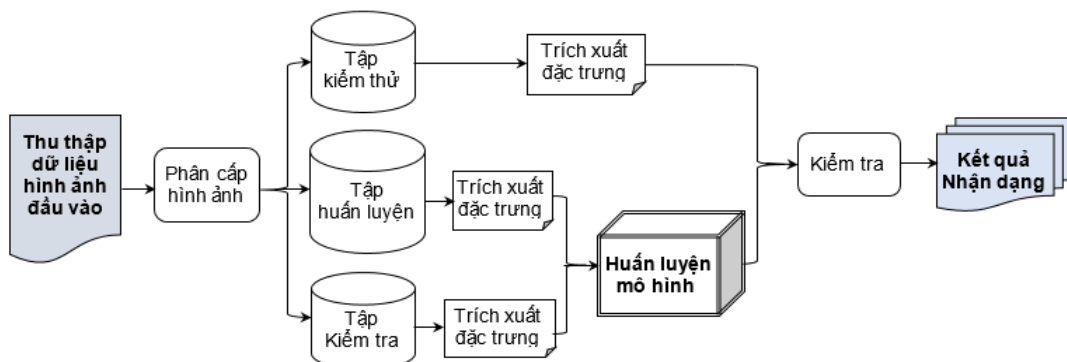 Thu thập
dữ liệu
hình ảnh
đầu vào
Phân cấp
hình ảnh
Tập
kiểm thử
Trích xuất
đặc trưng
Tập
huấn luyện
Trích xuất
đặc trưng
Tập
Kiểm tra
Trích xuất
đặc trưng
Huấn luyện
mô hình
Kiểm tra
Kết quả
Nhận dạng